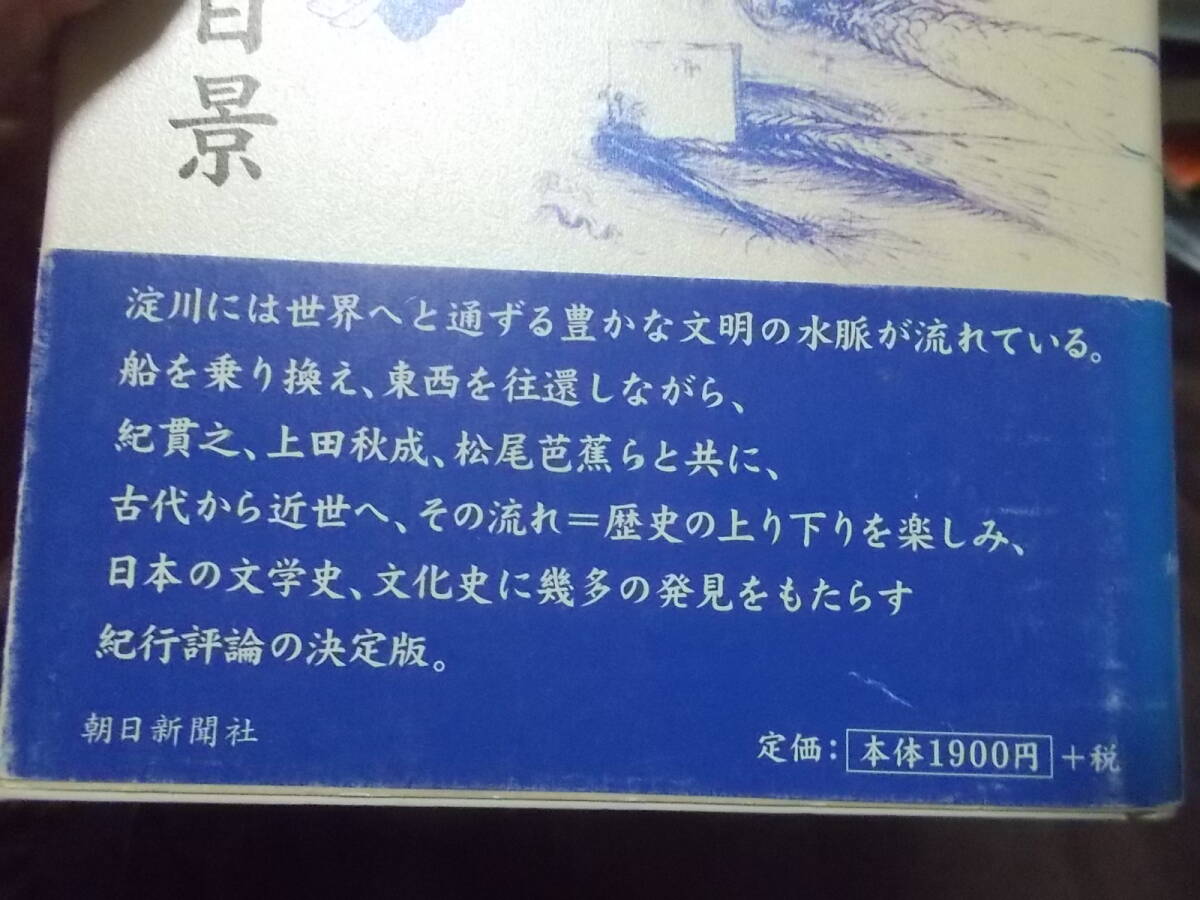 景
淀川には世界へと通ずる豊かな文明の水脈が流れている。
船を乗り換え、東西を往還しながら、
紀貫之、上田秋成、松尾芭蕉らと共に、
古代から近世へ、その流れ＝歴史の上り下りを楽しみ、
日本の文学史、文化史に幾多の発見をもたらす
紀行評論の決定版。
朝日新聞社
定価：本体1900円＋税